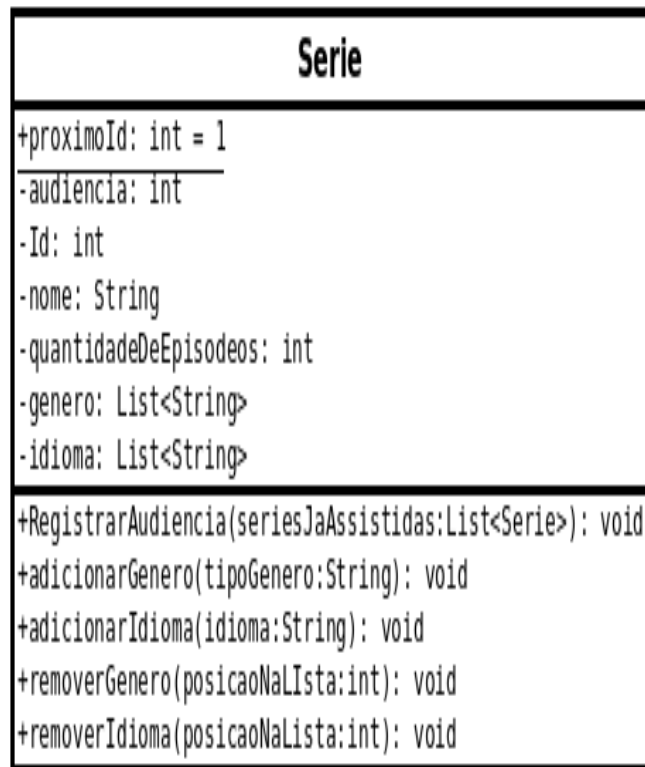 Serie
+proximoId: int = 1
-audiencia: int
-Id: int
-nome: String
-quantidadeDeEpisodeos: int
-genero: List<String>
-idioma: List<String>
+RegistrarAudiencia(seriesJaAssistidas:List<Serie>): void
+adicionarGenero(tipoGenero:String): void
+adicionarIdioma(idioma:String): void
+removerGenero(posicaoNaLIsta:int): void
+removerIdioma(posicaoNaLista:int): void